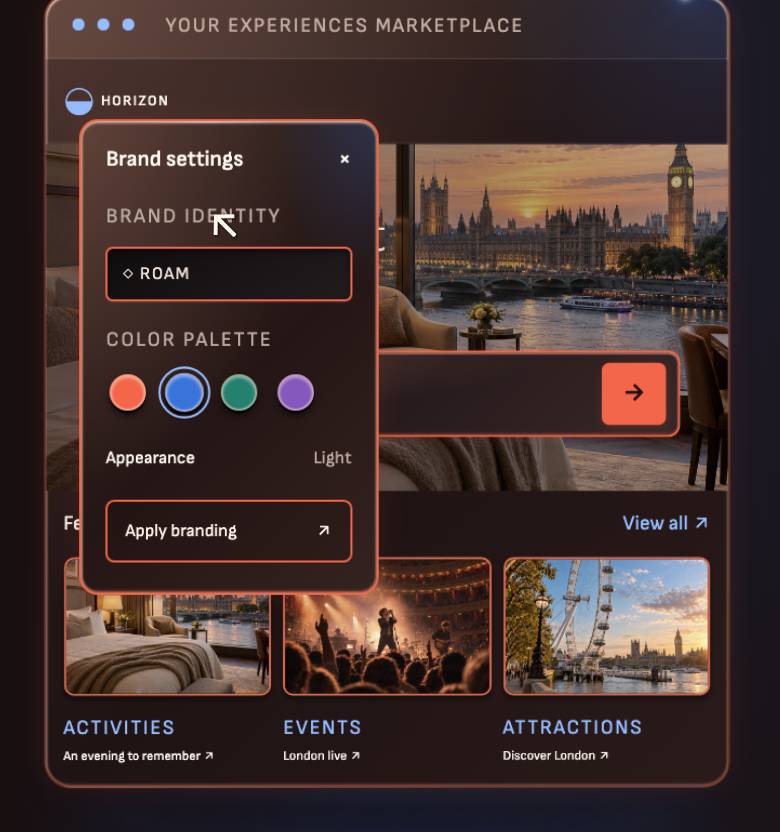 YOUR EXPERIENCES MARKETPLACE
HORIZON
Brand settings ×
BRAND IDENTITY
◇ ROAM
COLOR PALETTE
Appearance Light
Apply branding ↗
→
View all ↗
ACTIVITIES
An evening to remember ↗
EVENTS
London live ↗
ATTRACTIONS
Discover London ↗